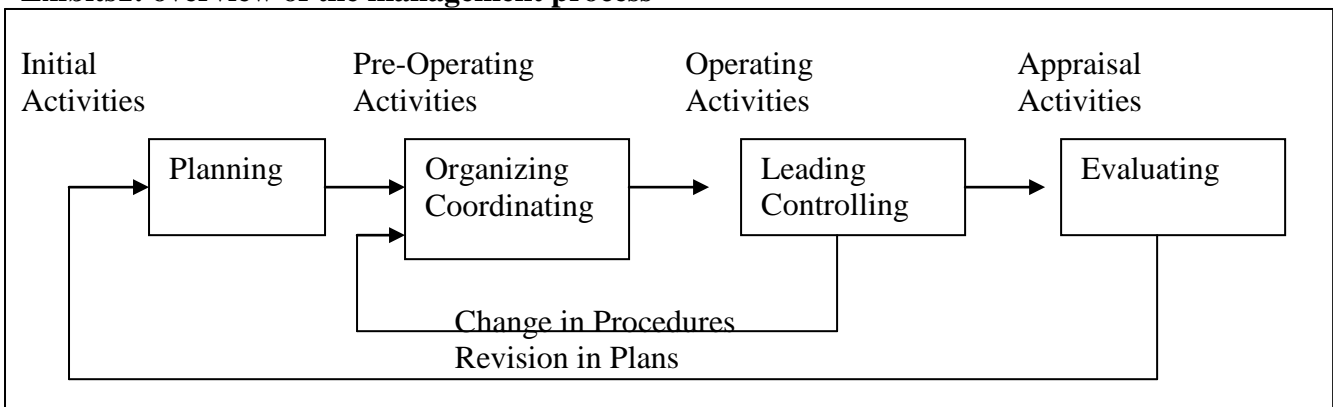 overview of the management process
Initial
Activities
Pre-Operating
Activities
Operating
Activities
Appraisal
Activities
Planning
Organizing
Coordinating
Leading
Controlling
Evaluating
Change in Procedures
Revision in Plans